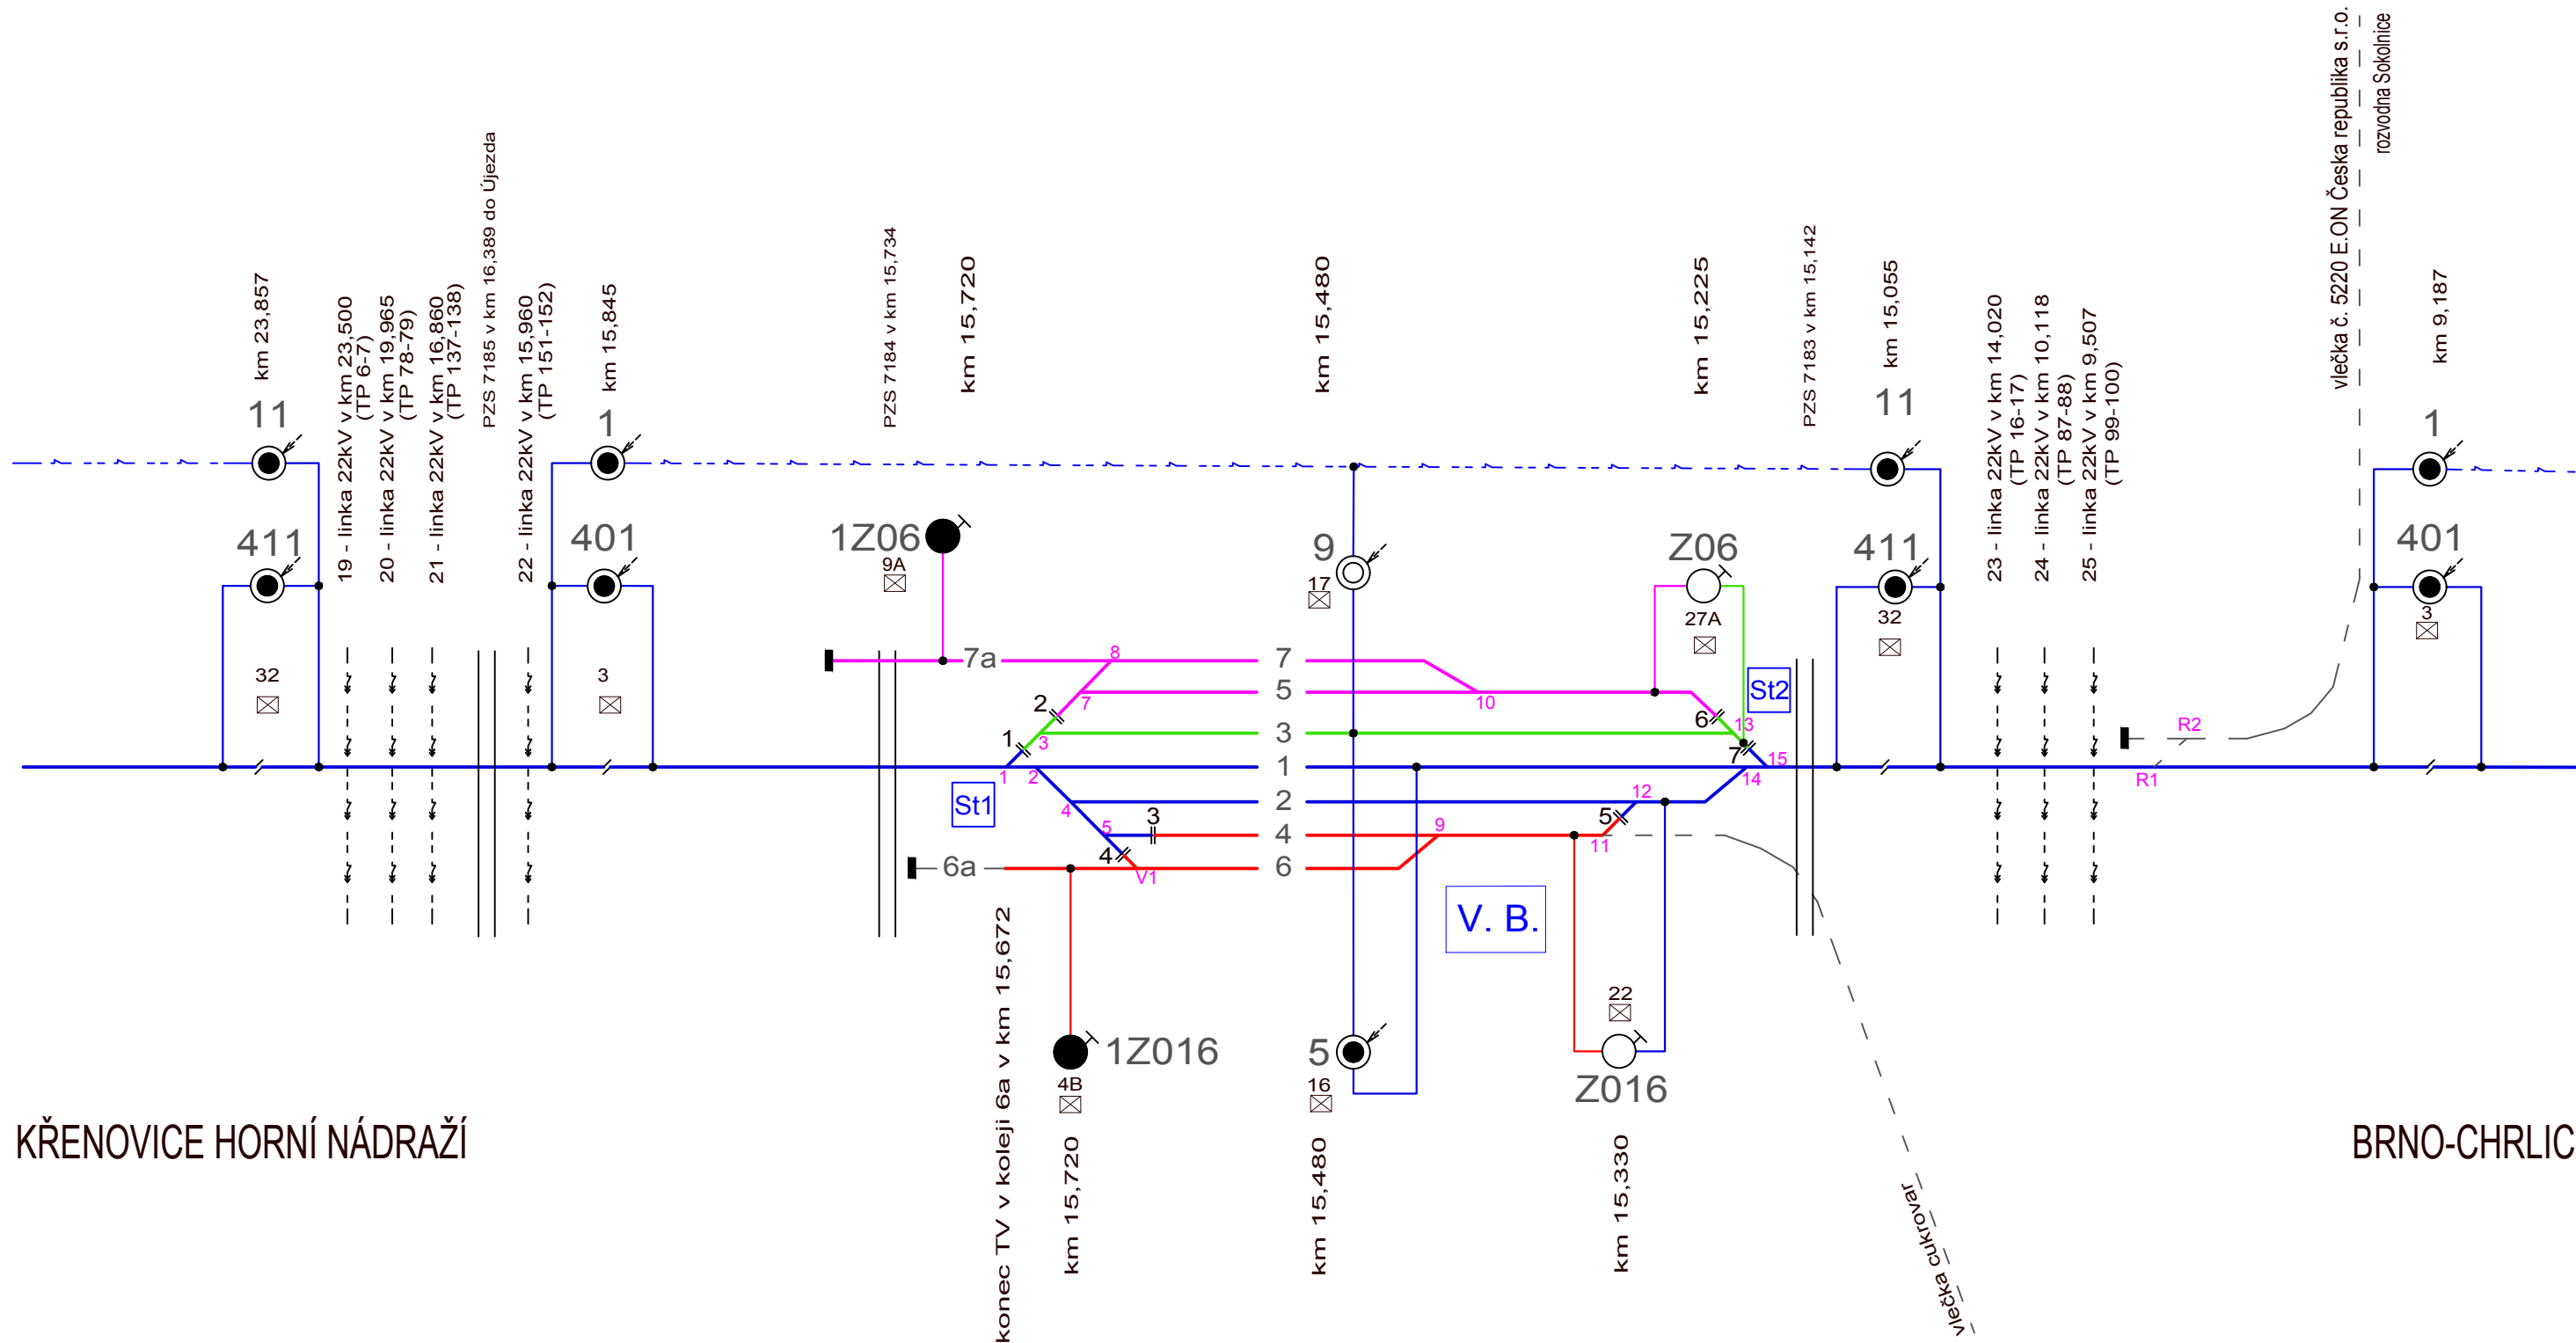 vlečka č. 5220 E.ON Česka republika s.r.o.
rozvodna Sokolnice
km 23,857
19 - linka 22kV v km 23,500
(TP 6-7)
20 - linka 22kV v km 19,965
(TP 78-79)
21 - linka 22kV v km 16,860
(TP 137-138)
PZS 7185 v km 16,389 do Újezda
22 - linka 22kV v km 15,960
(TP 151-152)
km 15,845
PZS 7184 v km 15,734
km 15,720
km 15,480
km 15,225
PZS 7183 v km 15,142
km 15,055
23 - linka 22kV v km 14,020
(TP 16-17)
24 - linka 22kV v km 10,118
(TP 87-88)
25 - linka 22kV v km 9,507
(TP 99-100)
km 9,187
11
1
11
1
411
401
1Z06
9A
9
17
Z06
27A
411
32
401
3
32
3
7a
8
7
5
7
10
2
1
3
3
6
13
St2
7
15
14
1
2
1
R2
R1
St1
4
2
12
5
3
4
9
5
11
4
6a
V1
6
V. B.
konec TV v koleji 6a v km 15,672
1Z016
4B
km 15,720
5
16
km 15,480
22
Z016
km 15,330
vlečka cukrovar
KŘENOVICE HORNÍ NÁDRAŽÍ
BRNO-CHRLIC